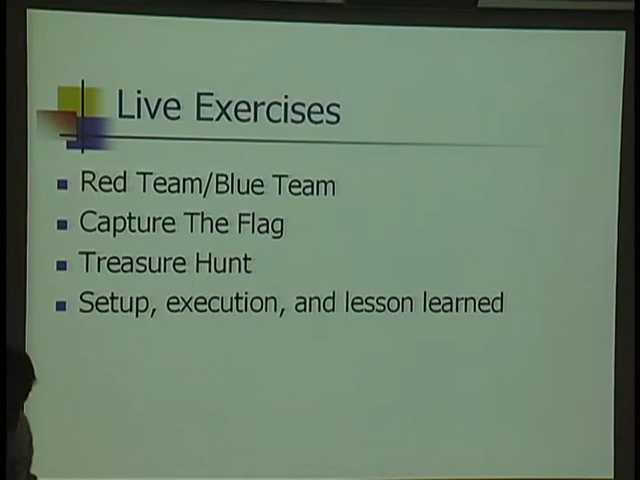 Live Exercises
Red Team/Blue Team
Capture The Flag
Treasure Hunt
Setup, execution, and lesson learned